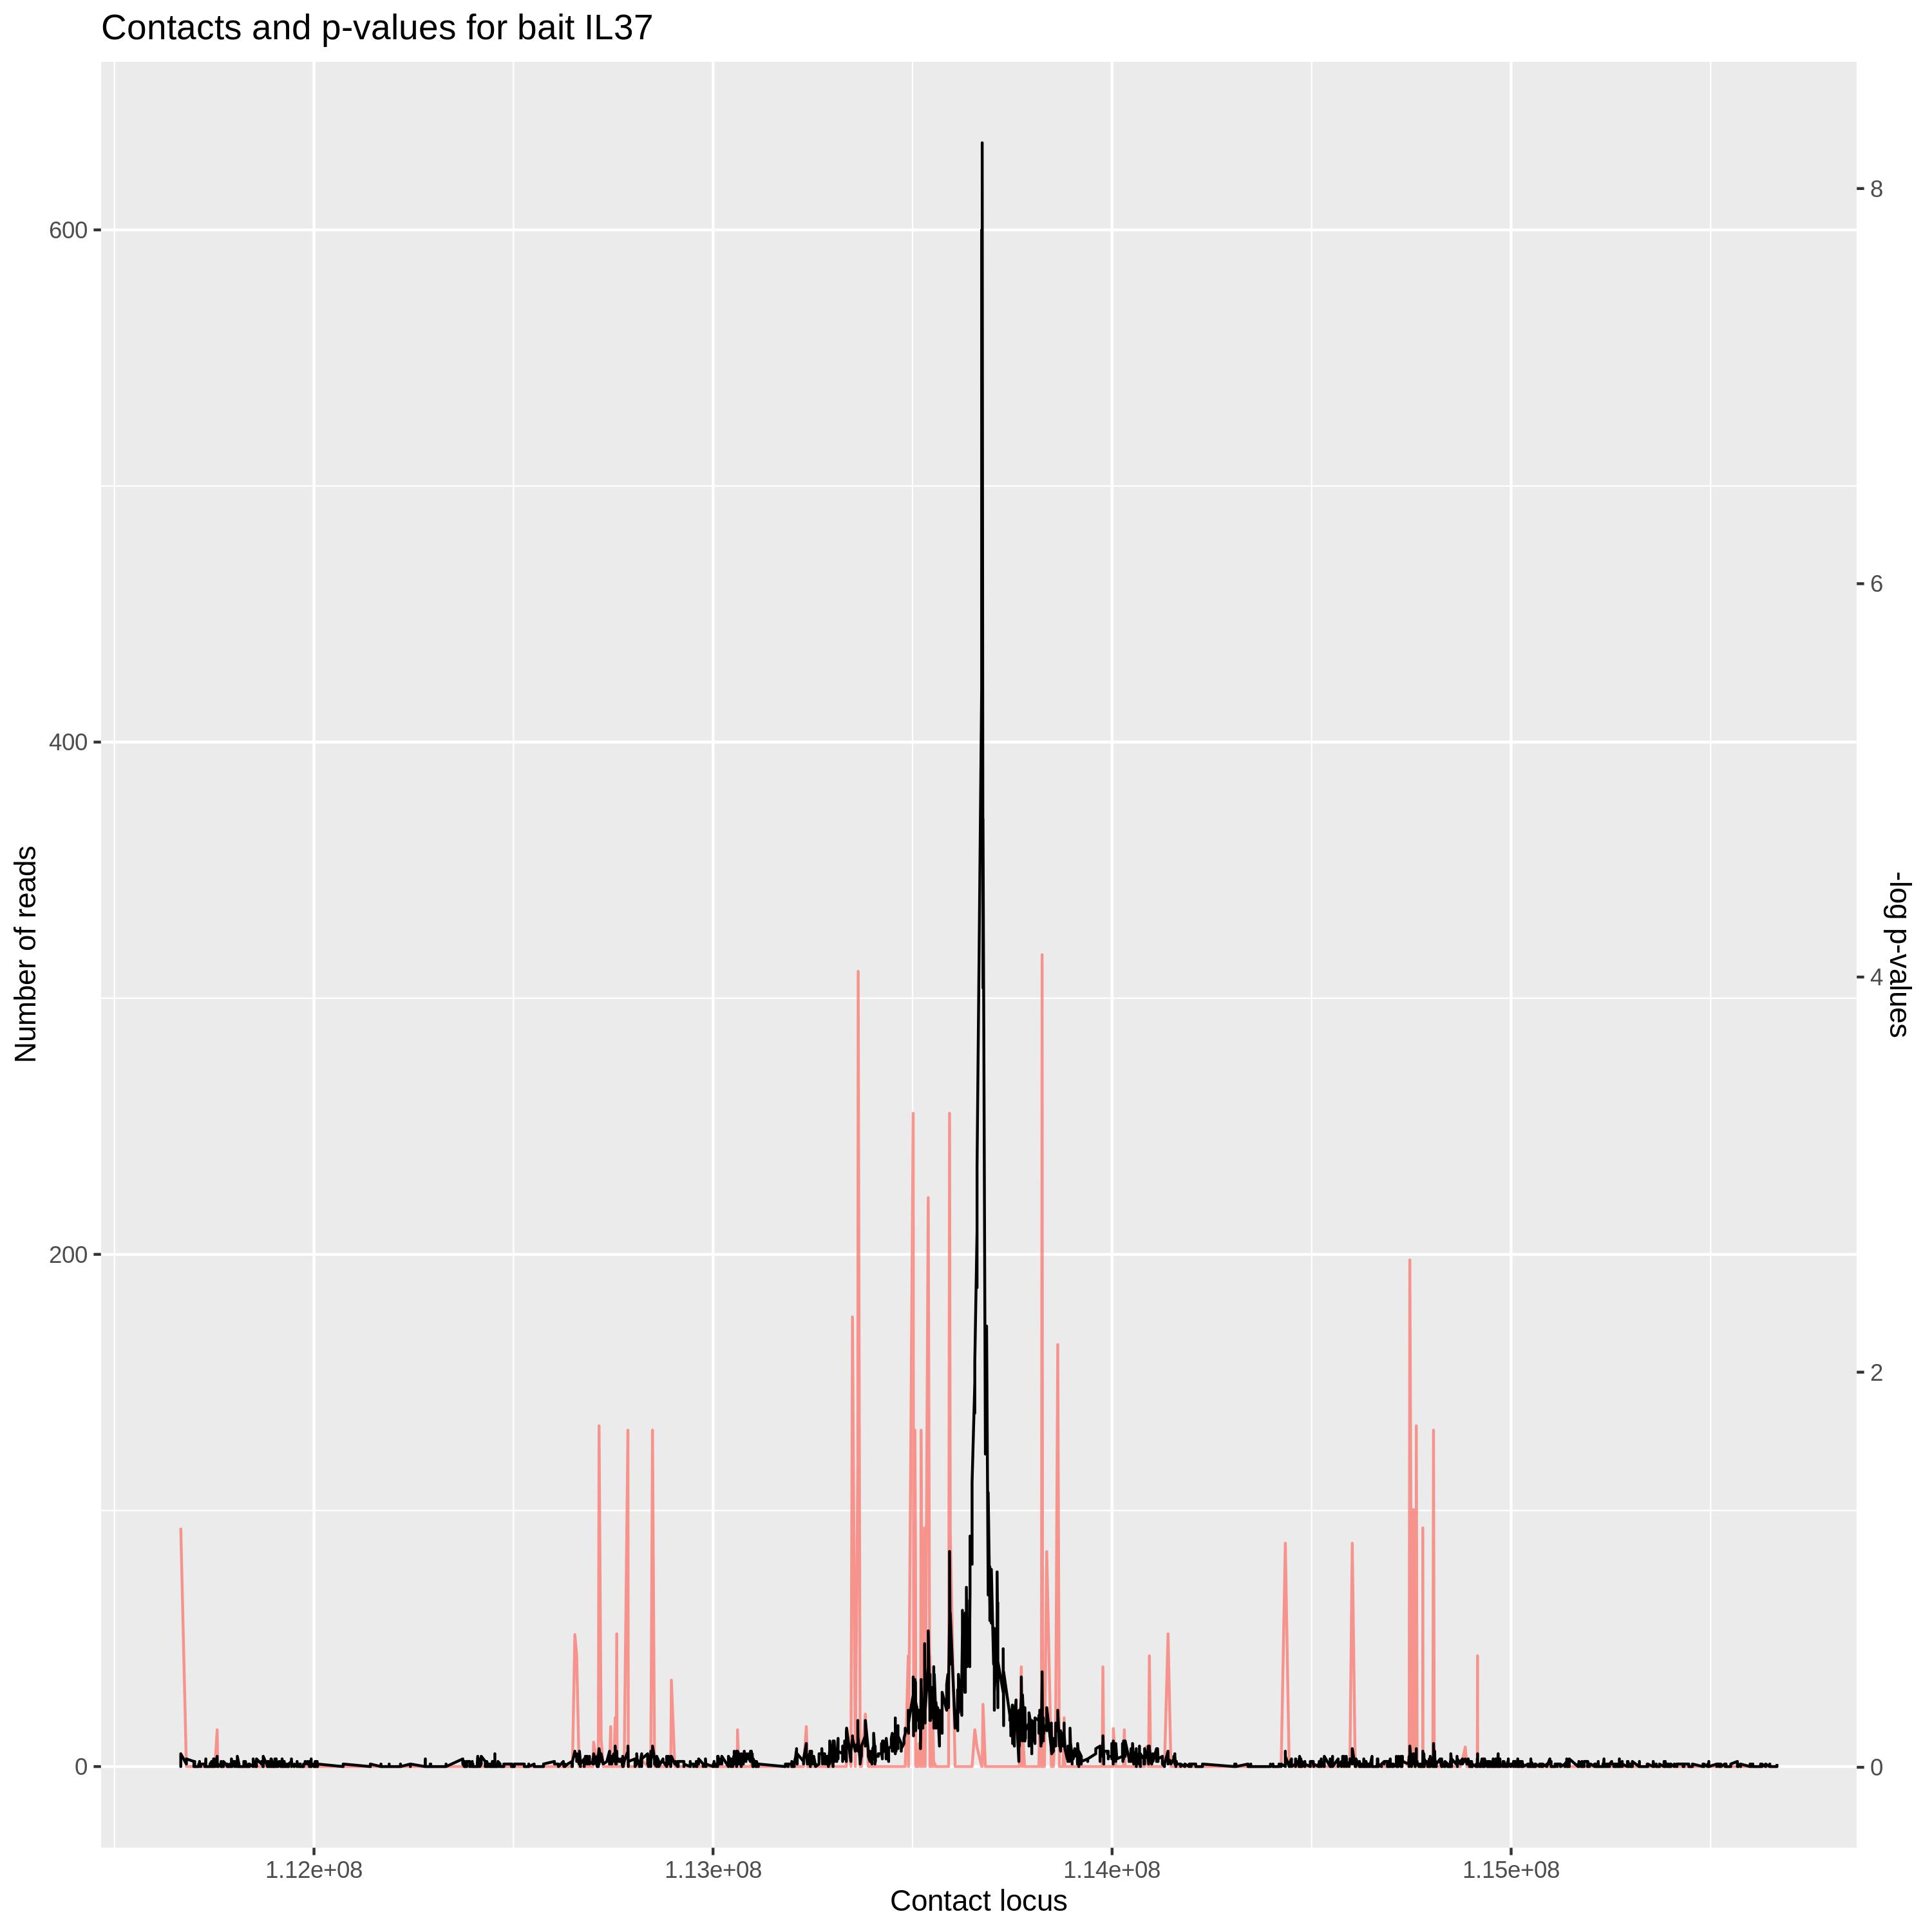 Contacts and p-values for bait IL37
600
400
200
0
Number of reads
8
6
4
2
0
-log p-values
1.12e+08
1.13e+08
1.14e+08
1.15e+08
Contact locus